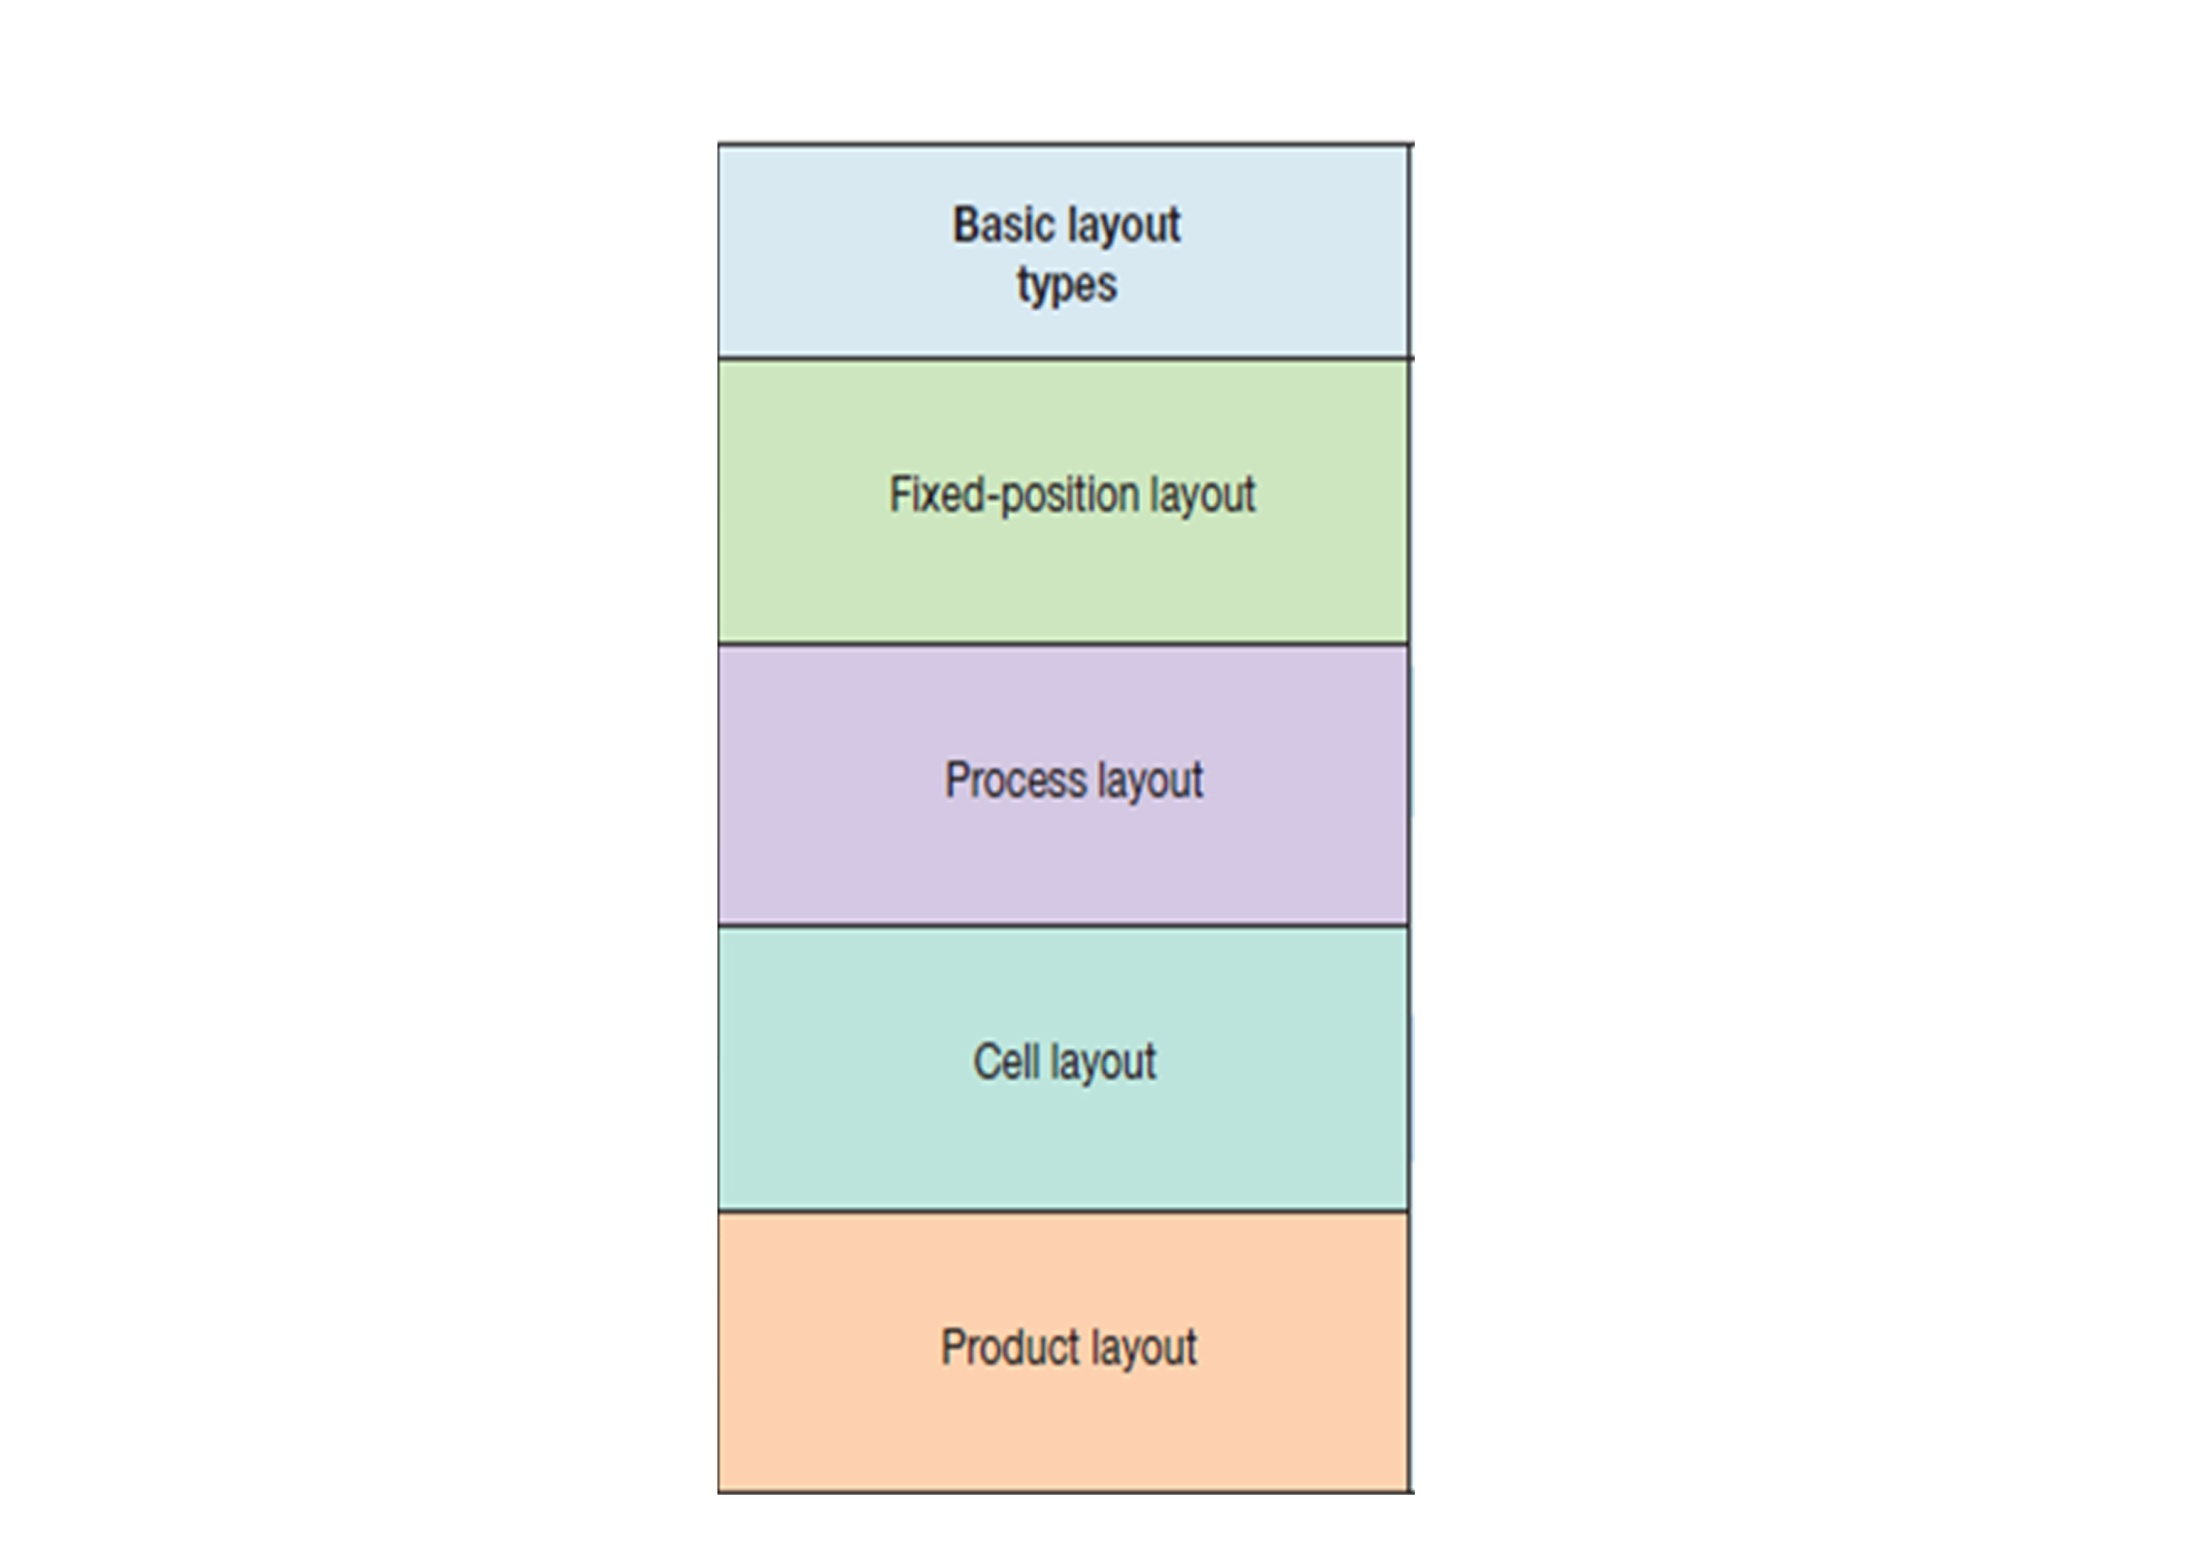 Basic layout
types
Fixed-position layout
Process layout
Cell layout
Product layout